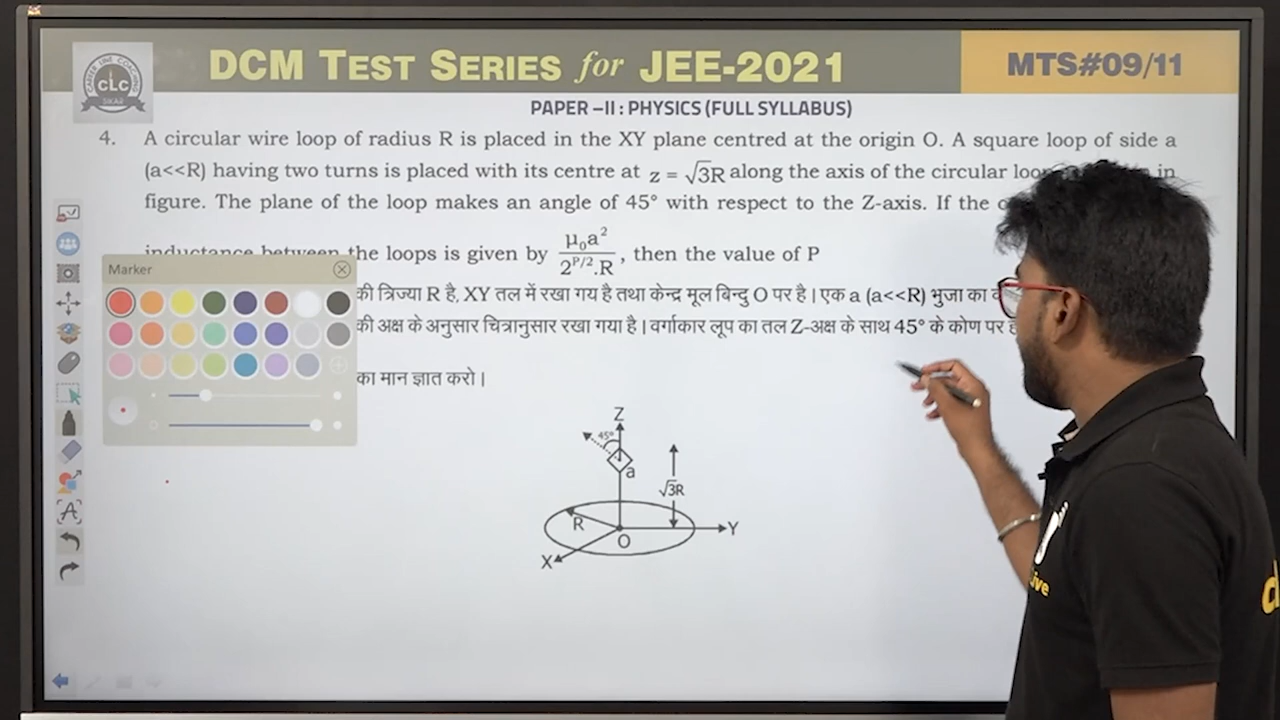 DCM TEST SERIES for JEE-2021
MTS#09/11
CLC
SIKAR
PAPER –II : PHYSICS (FULL SYLLABUS)
4. A circular wire loop of radius R is placed in the XY plane centred at the origin O. A square loop of side a
(a<<R) having two turns is placed with its centre at z = √3R along the axis of the circular loop in
figure. The plane of the loop makes an angle of 45° with respect to the Z-axis. If the
inductance between the loops is given by μ₀a²/2^(P/2).R, then the value of P
Marker
की त्रिज्या R है, XY तल में रखा गया है तथा केन्द्र मूल बिन्दु O पर है। एक a (a<<R) भुजा का
की अक्ष के अनुसार चित्रानुसार रखा गया है। वर्गाकार लूप का तल Z-अक्ष के साथ 45° के कोण पर
का मान ज्ञात करो।
Z
45°
a
√3R
R
O
Y
X
Live